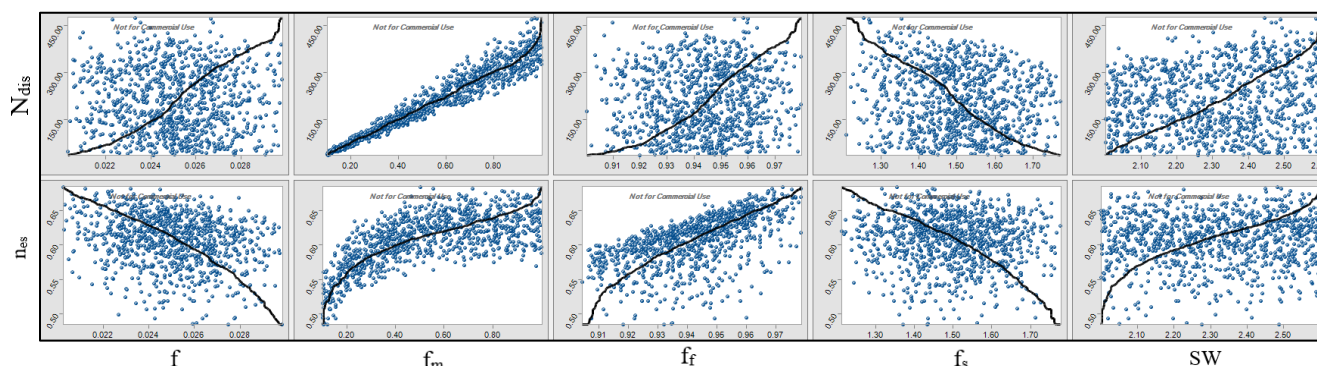 Not for Commercial Use Not for Commercial Use Not for Commercial Use Not for Commercial Use Not for Commercial Use
N_dis
450.00 450.00 450.00 450.00 450.00
300.00 300.00 300.00 300.00 300.00
150.00 150.00 150.00 150.00 150.00
0.022 0.024 0.026 0.028 0.20 0.40 0.60 0.80 0.91 0.92 0.93 0.94 0.95 0.96 0.97 1.30 1.40 1.50 1.60 1.70 2.10 2.20 2.30 2.40 2.50
Not for Commercial Use Not for Commercial Use Not for Commercial Use Not for Commercial Use Not for Commercial Use
n_es
0.65 0.65 0.65 0.65 0.65
0.60 0.60 0.60 0.60 0.60
0.55 0.55 0.55 0.55 0.55
0.50 0.50 0.50 0.50 0.50
0.022 0.024 0.026 0.028 0.20 0.40 0.60 0.80 0.91 0.92 0.93 0.94 0.95 0.96 0.97 1.30 1.40 1.50 1.60 1.70 2.10 2.20 2.30 2.40 2.50
f f_m f_f f_s SW